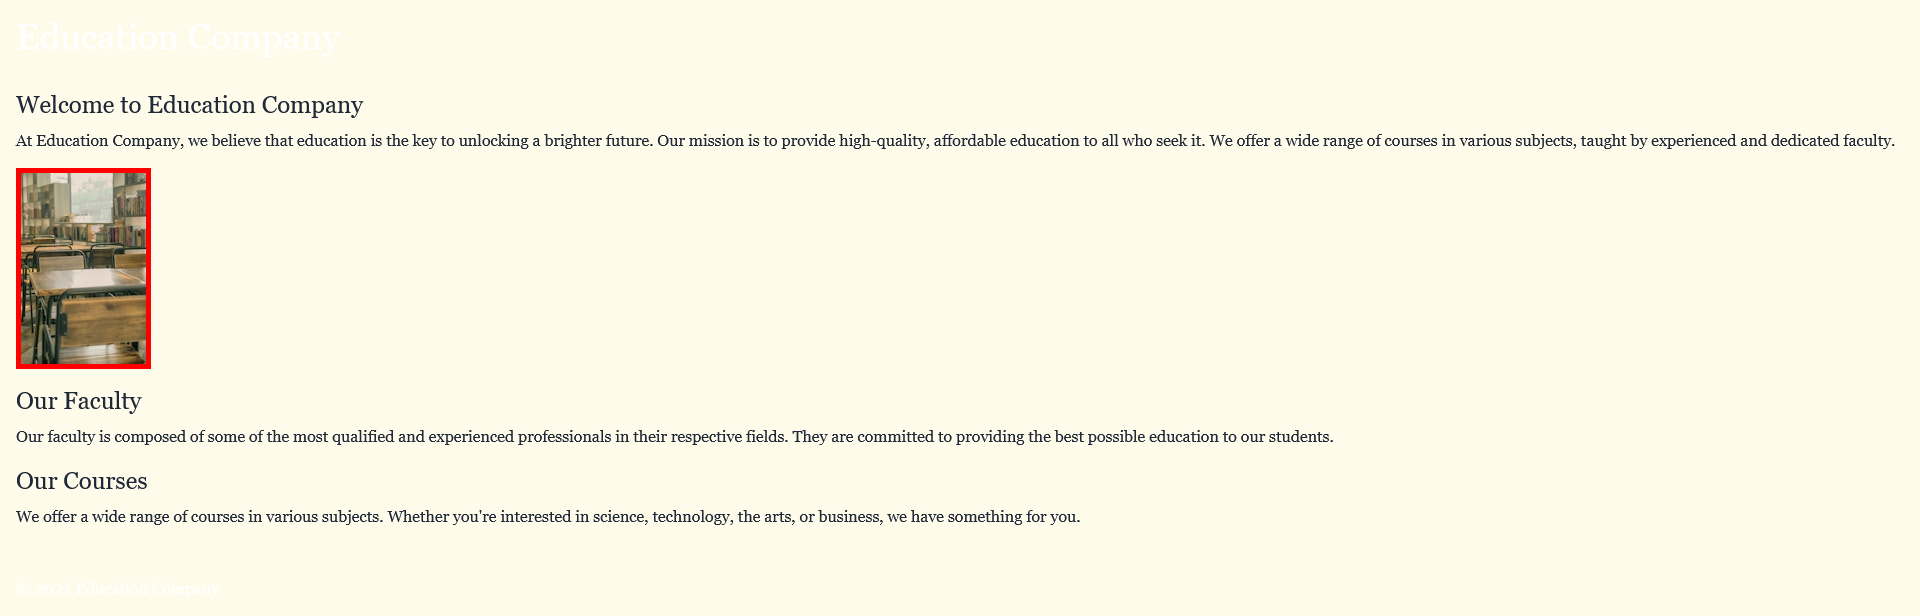 Education Company
Welcome to Education Company
At Education Company, we believe that education is the key to unlocking a brighter future. Our mission is to provide high-quality, affordable education to all who seek it. We offer a wide range of courses in various subjects, taught by experienced and dedicated faculty.
Our Faculty
Our faculty is composed of some of the most qualified and experienced professionals in their respective fields. They are committed to providing the best possible education to our students.
Our Courses
We offer a wide range of courses in various subjects. Whether you're interested in science, technology, the arts, or business, we have something for you.
© 2022 Education Company